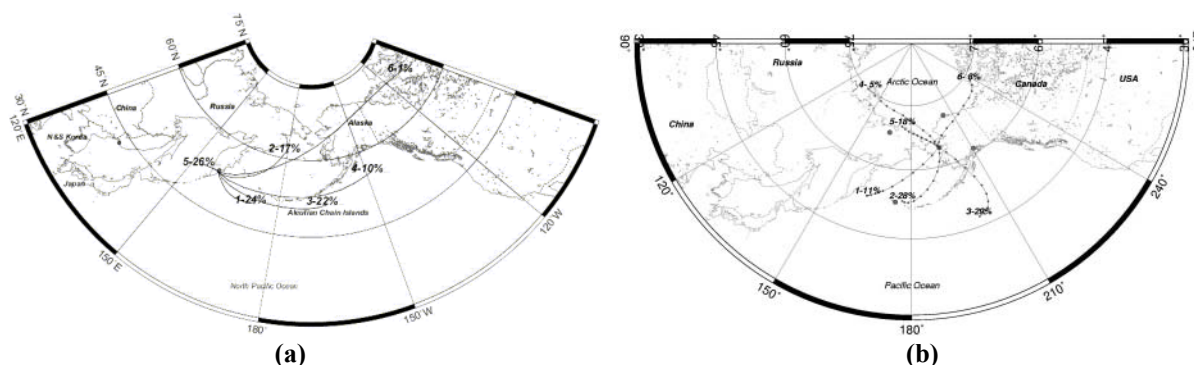 75˚N
60˚N
45˚N
30˚N
120˚E
China
Russia
N&S Korea
Japan
6-1%
Alaska
2-17%
5-26%
4-10%
1-24%
3-22%
Aleutian Chain Islands
North Pacific Ocean
150˚E
180˚
150˚W
120˚W
(a)
90˚
Russia
Arctic Ocean
Canada
USA
China
4- 5%
6- 8%
5-18%
1-11%
2-28%
3-29%
Pacific Ocean
120˚
150˚
180˚
210˚
240˚
(b)